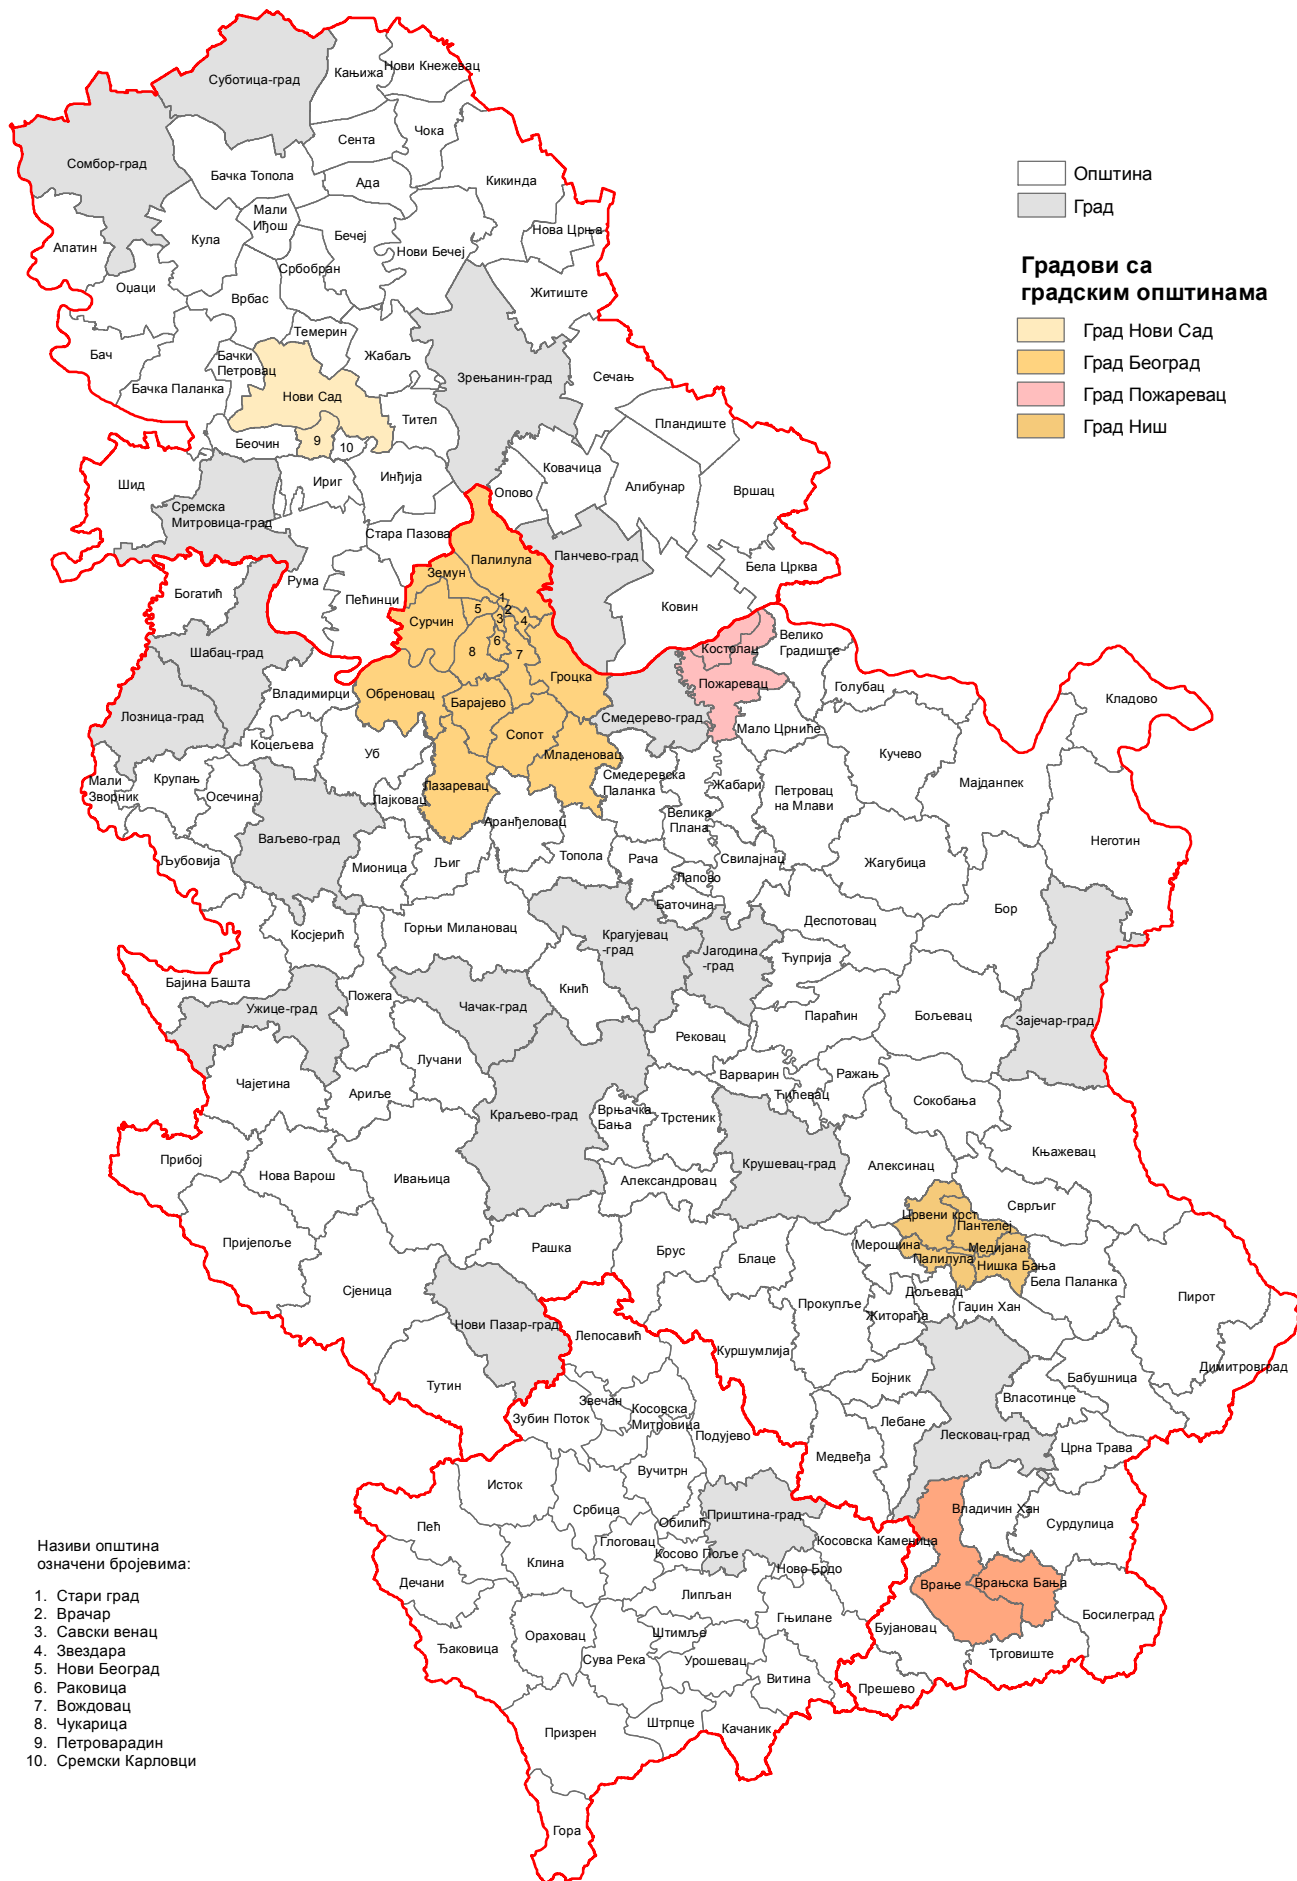 Суботица-град
Кањижа
Нови Кнежевац
Сента
Чока
Сомбор-град
Бачка Топола
Ада
Кикинда
Мали
Иђош
Апатин
Кула
Бечеј
Нови Бечеј
Нова Црња
Србобран
Оџаци
Врбас
Житиште
Темерин
Бач
Бачки
Петровац
Жабаљ
Бачка Паланка
Зрењанин-град
Сечањ
Нови Сад
Тител
Пландиште
Беочин
9
10
Ковачица
Шид
Ириг
Инђија
Опово
Алибунар
Вршац
Сремска
Митровица-град
Стара Пазова
Палилула
Панчево-град
Бела Црква
Рума
Земун
Богатић
Пећинци
Ковин
1
5
2
3
4
Сурчин
6
8
7
Костолац
Велико
Градиште
Шабац-град
Гроцка
Пожаревац
Владимирци
Обреновац
Барајево
Голубац
Кладово
Лозница-град
Смедерево-град
Мало Црниће
Коцељева
Уб
Сопот
Младеновац
Кучево
Мали
Зворник
Крупањ
Осечина
Лајковац
Лазаревац
Смедеревска
Паланка
Жабари
Петровац
на Млави
Мајданпек
Аранђеловац
Велика
Плана
Ваљево-град
Неготин
Љубовија
Мионица
Љиг
Топола
Рача
Свилајнац
Жагубица
Лапово
Баточина
Бор
Косјерић
Горњи Милановац
Крагујевац
-град
Деспотовац
Јагодина
-град
Ћуприја
Бајина Башта
Кнић
Пожега
Ужице-град
Чачак-град
Параћин
Бољевац
Зајечар-град
Рековац
Лучани
Чајетина
Ариље
Варварин
Ражањ
Ћићевац
Сокобања
Краљево-град
Врњачка
Бања
Трстеник
Прибој
Нова Варош
Ивањица
Крушевац-град
Алексинац
Књажевац
Александровац
Сврљиг
Црвени крст
Пантелеј
Пријепоље
Рашка
Брус
Блаце
Мерошина
Медијана
Палилула
Нишка Бања
Бела Паланка
Сјеница
Дољевац
Гаџин Хан
Пирот
Прокупље
Житорађа
Нови Пазар-град
Лепосавић
Куршумлија
Димитровград
Тутин
Бојник
Бабушница
Звечан
Косовска
Митровица
Власотинце
Зубин Поток
Лебане
Подујево
Лесковац-град
Црна Трава
Медвеђа
Исток
Вучитрн
Србица
Приштина-град
Владичин Хан
Сурдулица
Пећ
Обилић
Глоговац
Косово Поље
Косовска Каменица
Клина
Ново Брдо
Дечани
Врање
Врањска Бања
Липљан
Босилеград
Гњилане
Ораховац
Штимље
Бујановац
Ђаковица
Сува Река
Урошевац
Трговиште
Витина
Прешево
Призрен
Штрпце
Качаник
Гора
Општина
Град
Градови са
градским општинама
Град Нови Сад
Град Београд
Град Пожаревац
Град Ниш
Називи општина
означени бројевима:
1. Стари град
2. Врачар
3. Савски венац
4. Звездара
5. Нови Београд
6. Раковица
7. Вождовац
8. Чукарица
9. Петроварадин
10. Сремски Карловци